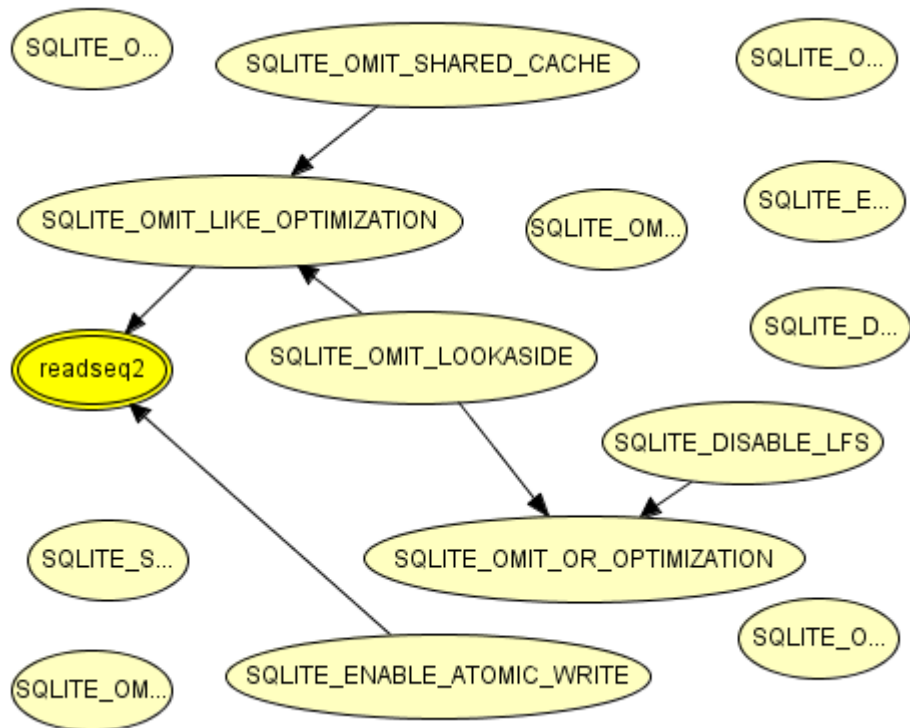 SQLITE_O...
SQLITE_OMIT_SHARED_CACHE
SQLITE_O...
SQLITE_OMIT_LIKE_OPTIMIZATION
SQLITE_OM...
SQLITE_E...
SQLITE_D...
readseq2
SQLITE_OMIT_LOOKASIDE
SQLITE_DISABLE_LFS
SQLITE_S...
SQLITE_OMIT_OR_OPTIMIZATION
SQLITE_O...
SQLITE_OM...
SQLITE_ENABLE_ATOMIC_WRITE